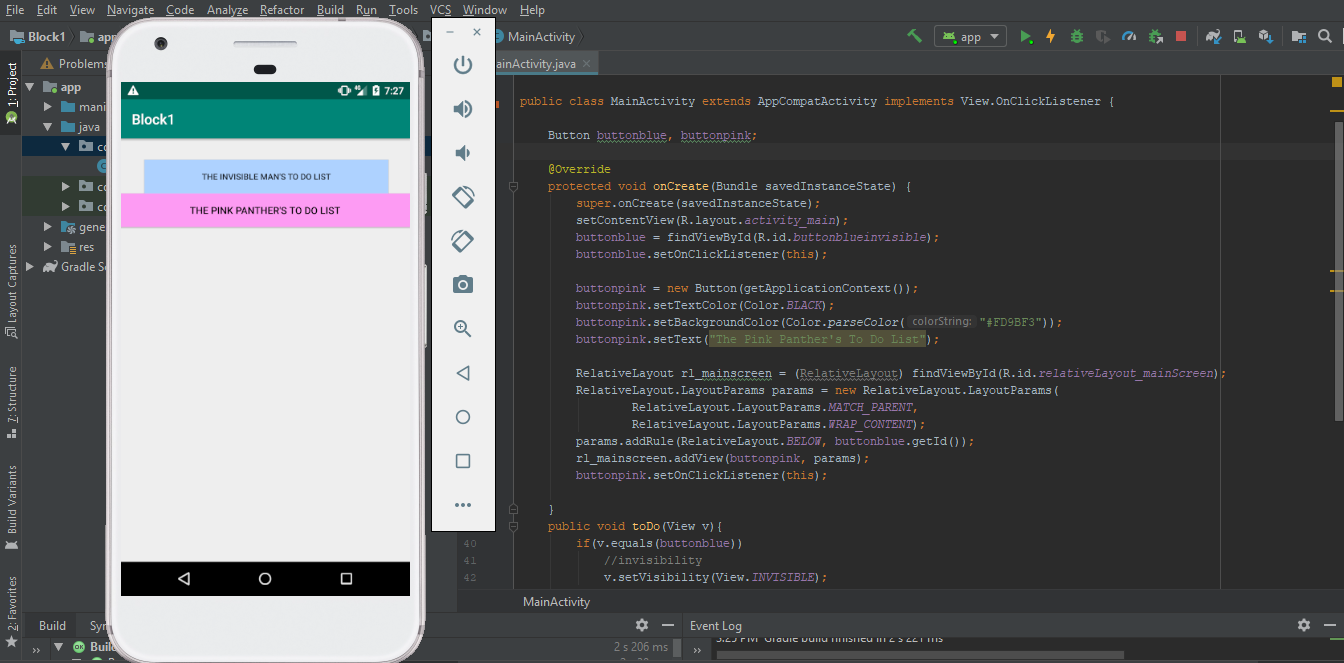 File Edit View Navigate Code Analyze Refactor Build Run Tools VCS Window Help
Block1
app
MainActivity
app
Problems
ainActivity.java
1: Project
app
mani
java
co
co
co
gene
res
Gradle Sc
Layout Captures
7: Structure
Build Variants
2: Favorites
7:27
Block1
THE INVISIBLE MAN'S TO DO LIST
THE PINK PANTHER'S TO DO LIST
public class MainActivity extends AppCompatActivity implements View.OnClickListener {
Button buttonblue, buttonpink;
@Override
protected void onCreate(Bundle savedInstanceState) {
super.onCreate(savedInstanceState);
setContentView(R.layout.activity_main);
buttonblue = findViewById(R.id.buttonblueinvisible);
buttonblue.setOnClickListener(this);
buttonpink = new Button(getApplicationContext());
buttonpink.setTextColor(Color.BLACK);
buttonpink.setBackgroundColor(Color.parseColor( colorString: "#FD9BF3"));
buttonpink.setText("The Pink Panther's To Do List");
RelativeLayout rl_mainscreen = (RelativeLayout) findViewById(R.id.relativeLayout_mainScreen);
RelativeLayout.LayoutParams params = new RelativeLayout.LayoutParams(
RelativeLayout.LayoutParams.MATCH_PARENT,
RelativeLayout.LayoutParams.WRAP_CONTENT);
params.addRule(RelativeLayout.BELOW, buttonblue.getId());
rl_mainscreen.addView(buttonpink, params);
buttonpink.setOnClickListener(this);
}
public void toDo(View v){
40 if(v.equals(buttonblue))
41 //invisibility
42 v.setVisibility(View.INVISIBLE);
MainActivity
Build
Syn
Event Log
Build
2 s 206 ms
3:25 PM Gradle build finished in 2 s 221 ms